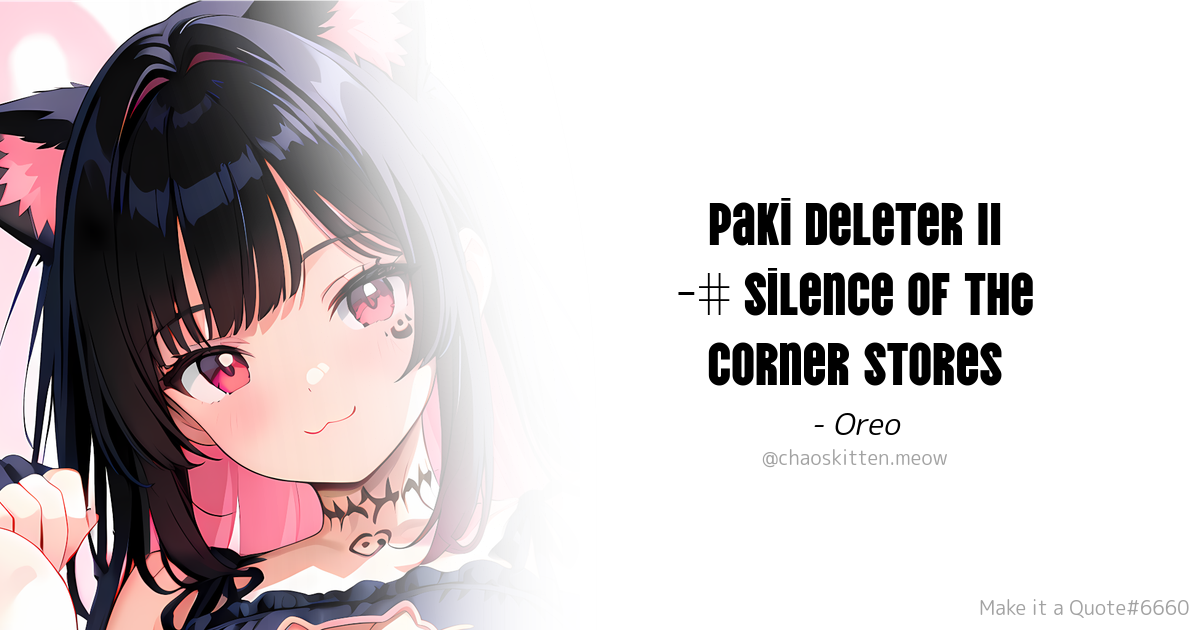 Paki Deleter II
-# Silence of the
corner stores
- Oreo
@chaoskitten.meow
Make it a Quote#6660